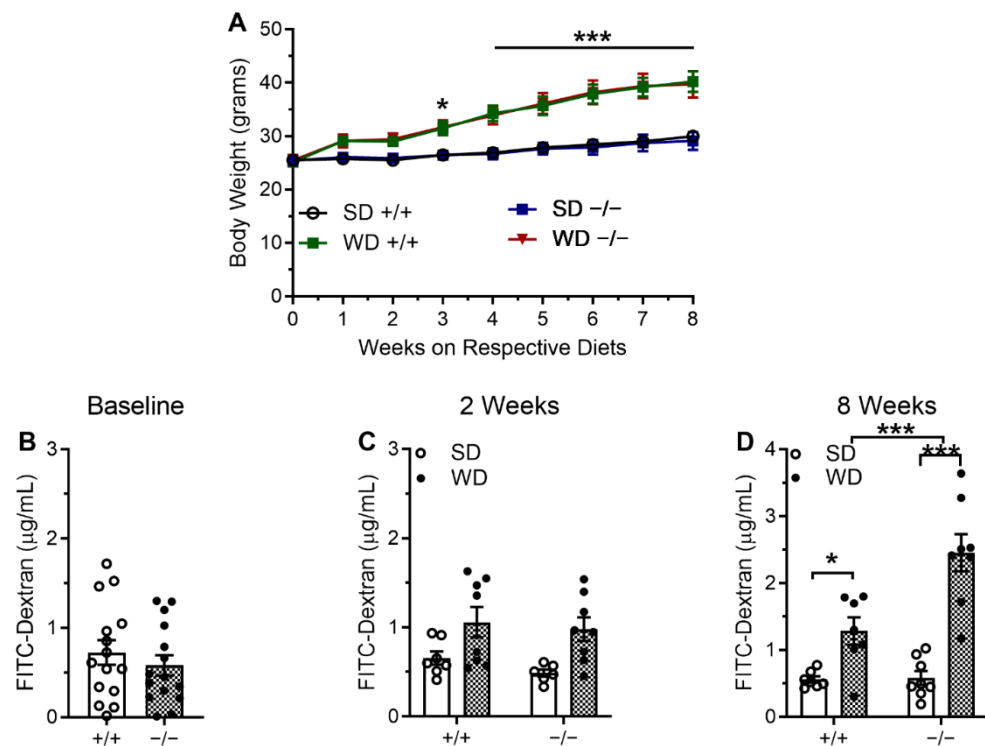 A
Body Weight (grams)
50
40
30
20
10
0
*
***
SD +/+
SD −/−
WD +/+
WD −/−
0 1 2 3 4 5 6 7 8
Weeks on Respective Diets
Baseline
B
FITC-Dextran (μg/mL)
3
2
1
0
+/+ −/−
2 Weeks
C
FITC-Dextran (μg/mL)
3
2
1
0
SD
WD
+/+ −/−
8 Weeks
D
FITC-Dextran (μg/mL)
4
3
2
1
0
SD
WD
***
***
*
+/+ −/−